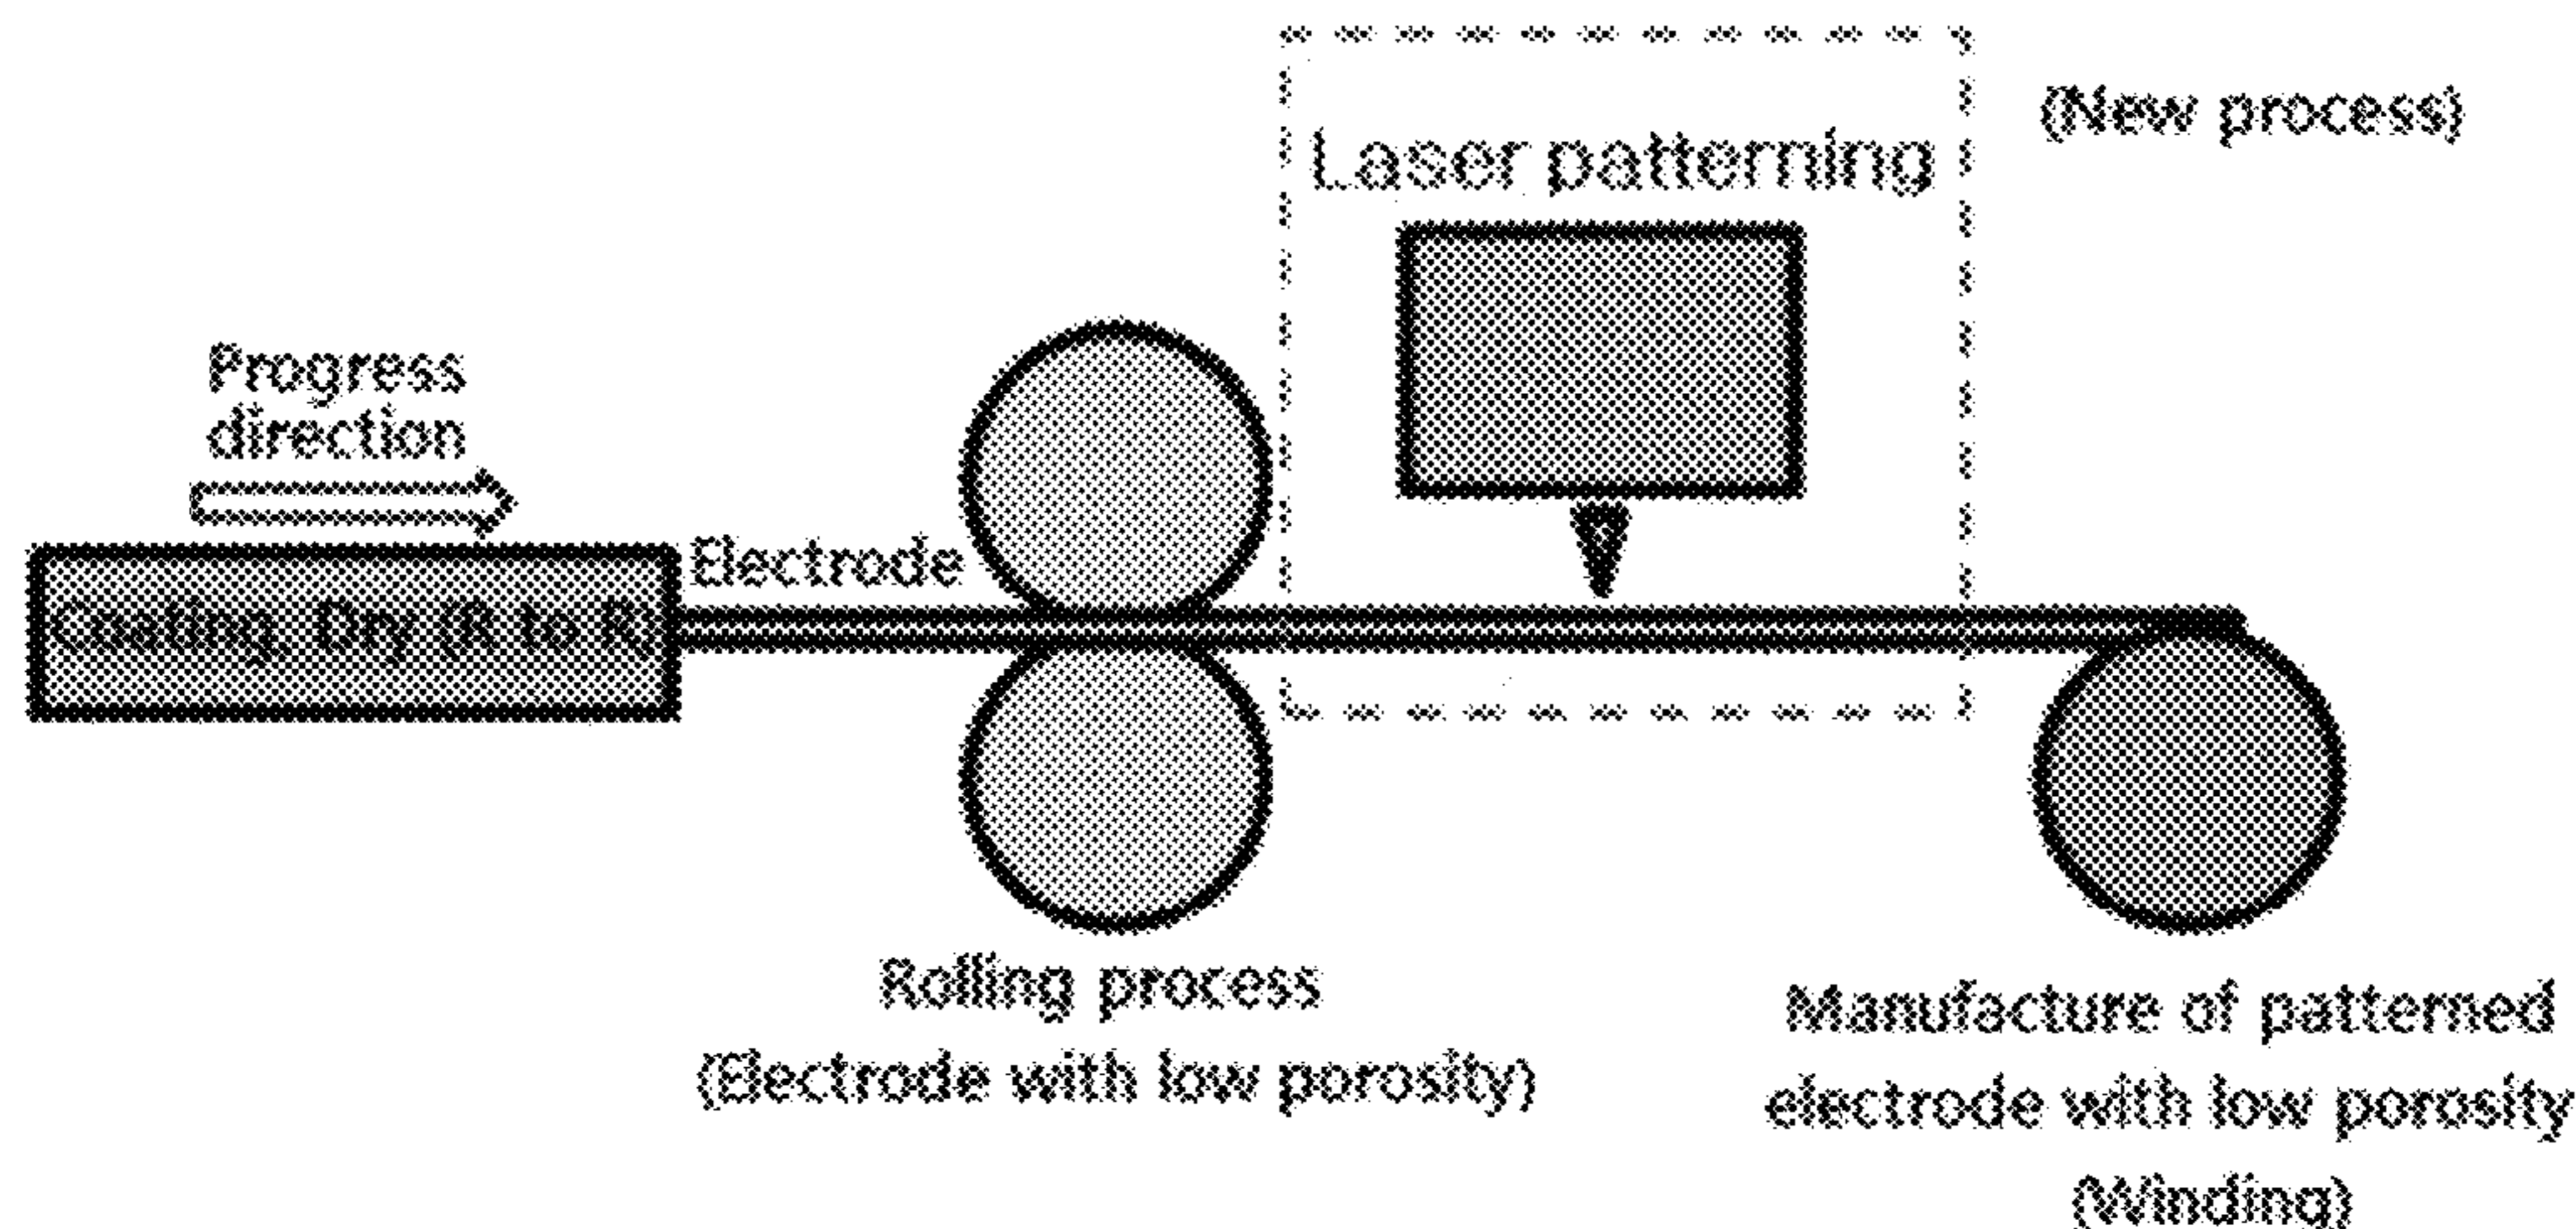 (New process)
Laser patterning
Progress
direction
Electrode
Coating, Dry (R to R)
Rolling process
(Electrode with low porosity)
Manufacture of patterned
electrode with low porosity
(Winding)